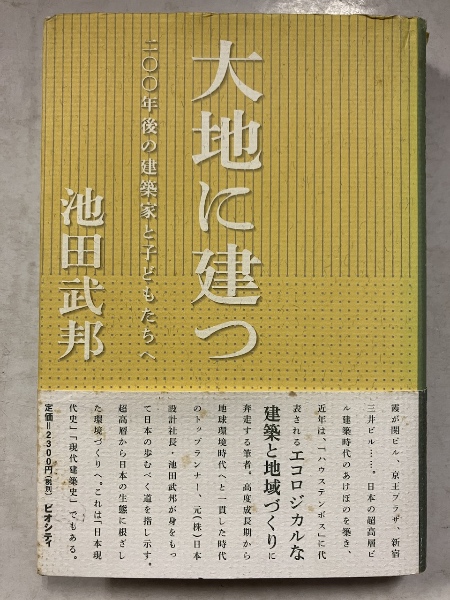 大地に建つ
二〇〇年後の建築家と子どもたちへ
池田武邦
霞が関ビル、京王プラザ、新宿
三井ビル……。日本の超高層ビ
ル建築時代のあけぼのを築き、
近年は、「ハウステンボス」に代
表されるエコロジカルな
建築と地域づくりに
奔走する筆者。高度成長期から
地球環境時代へと一貫した時代
のトップランナー、元(株)日本
設計社長・池田武邦が身をもっ
て日本の歩むべく道を指し示す。
超高層から日本の生態に根ざし
た環境づくりへ。これは「日本現
代史」「現代建築史」でもある。
定価=2300円(税別) ビオシティ